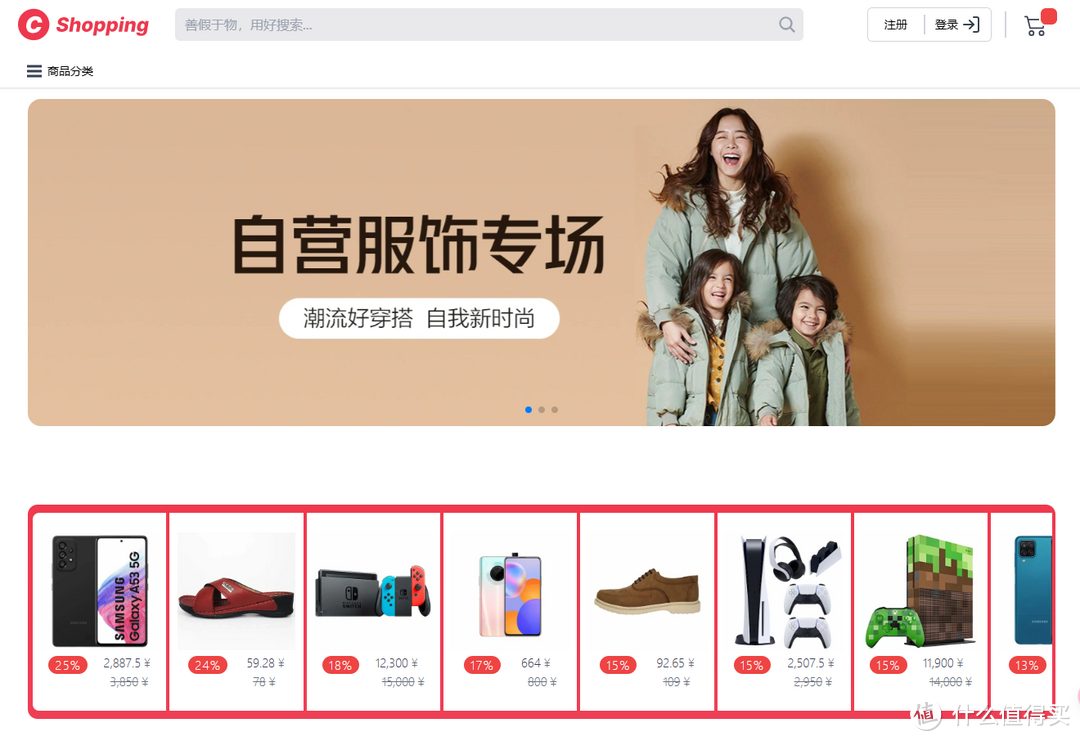 C Shopping
善假于物，用好搜索...
注册
登录
商品分类
自营服饰专场
潮流好穿搭 自我新时尚
SAMSUNG
Galaxy A53 5G
25% 2,887.5 ¥
3,850 ¥
24% 59.28 ¥
78 ¥
18% 12,300 ¥
15,000 ¥
17% 664 ¥
800 ¥
15% 92.65 ¥
109 ¥
15% 2,507.5 ¥
2,950 ¥
15% 11,900 ¥
14,000 ¥
13%
值 什么值得买